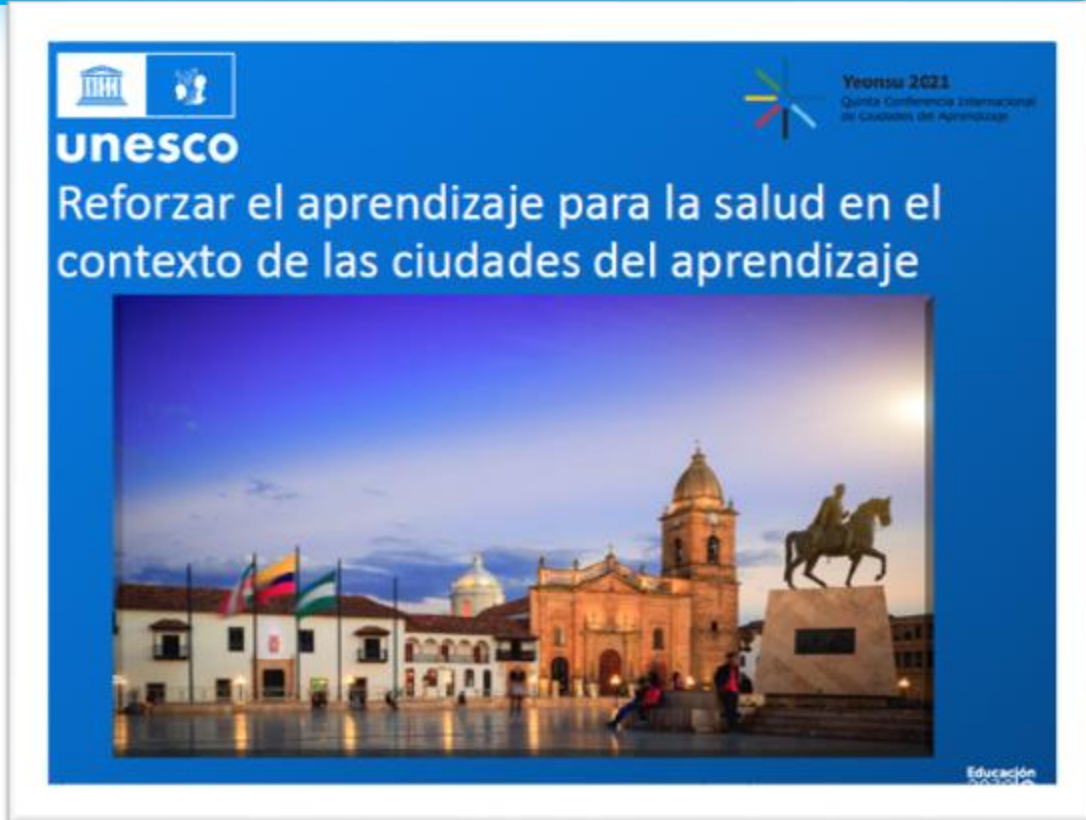 unesco
Yeonsu 2021
Quinta Conferencia Internacional
de Ciudades del Aprendizaje
Reforzar el aprendizaje para la salud en el
contexto de las ciudades del aprendizaje
Educación